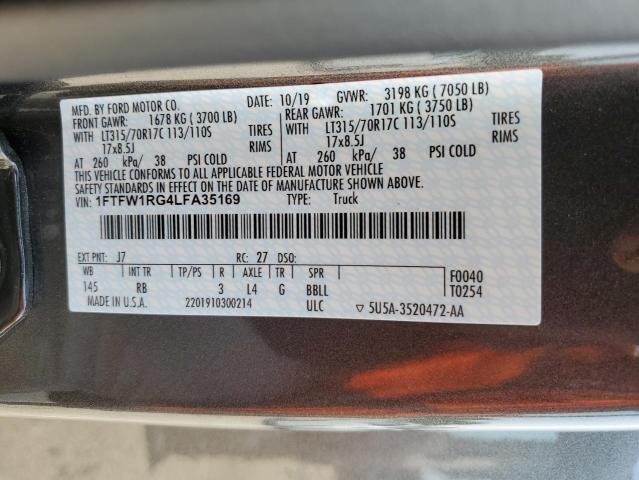 MFD. BY FORD MOTOR CO. DATE: 10/19 GVWR: 3198 KG ( 7050 LB)
FRONT GAWR: 1678 KG ( 3700 LB) REAR GAWR: 1701 KG ( 3750 LB)
WITH LT315/70R17C 113/110S TIRES WITH LT315/70R17C 113/110S TIRES
17x8.5J RIMS 17x8.5J RIMS
AT 260 kPa/ 38 PSI COLD AT 260 kPa/ 38 PSI COLD
THIS VEHICLE CONFORMS TO ALL APPLICABLE FEDERAL MOTOR VEHICLE
SAFETY STANDARDS IN EFFECT ON THE DATE OF MANUFACTURE SHOWN ABOVE.
VIN: 1FTFW1RG4LFA35169 TYPE: Truck
EXT PNT: J7 RC: 27 DSO:
WB INT TR TP/PS R AXLE TR SPR F0040
145 RB 3 L4 G BBLL T0254
MADE IN U.S.A. 2201910300214 ULC ▽ 5U5A-3520472-AA